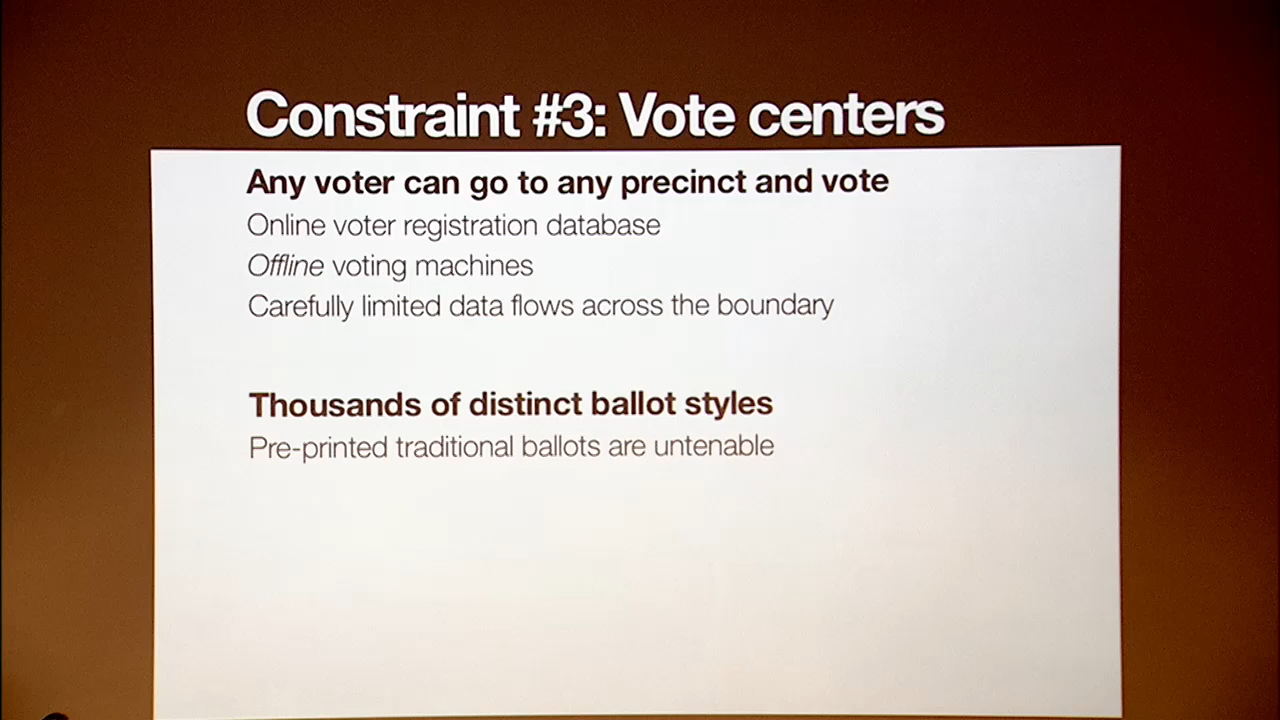 Constraint #3: Vote centers
Any voter can go to any precinct and vote
Online voter registration database
Offline voting machines
Carefully limited data flows across the boundary
Thousands of distinct ballot styles
Pre-printed traditional ballots are untenable